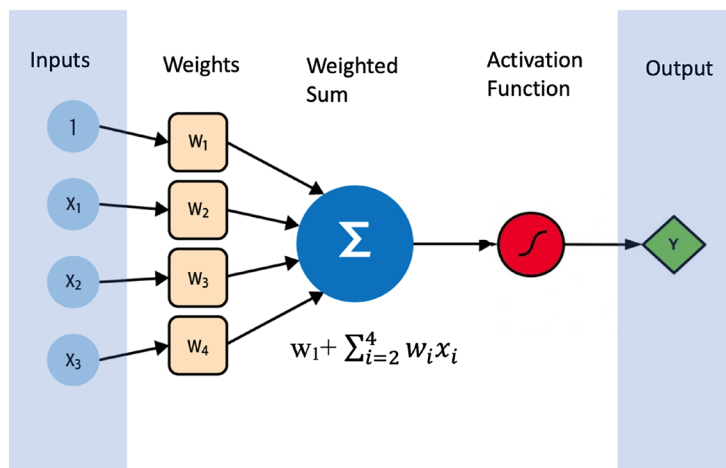 Inputs
Weights
Weighted
Sum
Activation
Function
Output
1
X₁
X₂
X₃
W₁
W₂
W₃
W₄
Σ
Y
w₁+ ∑⁴ᵢ₌₂ wᵢxᵢ